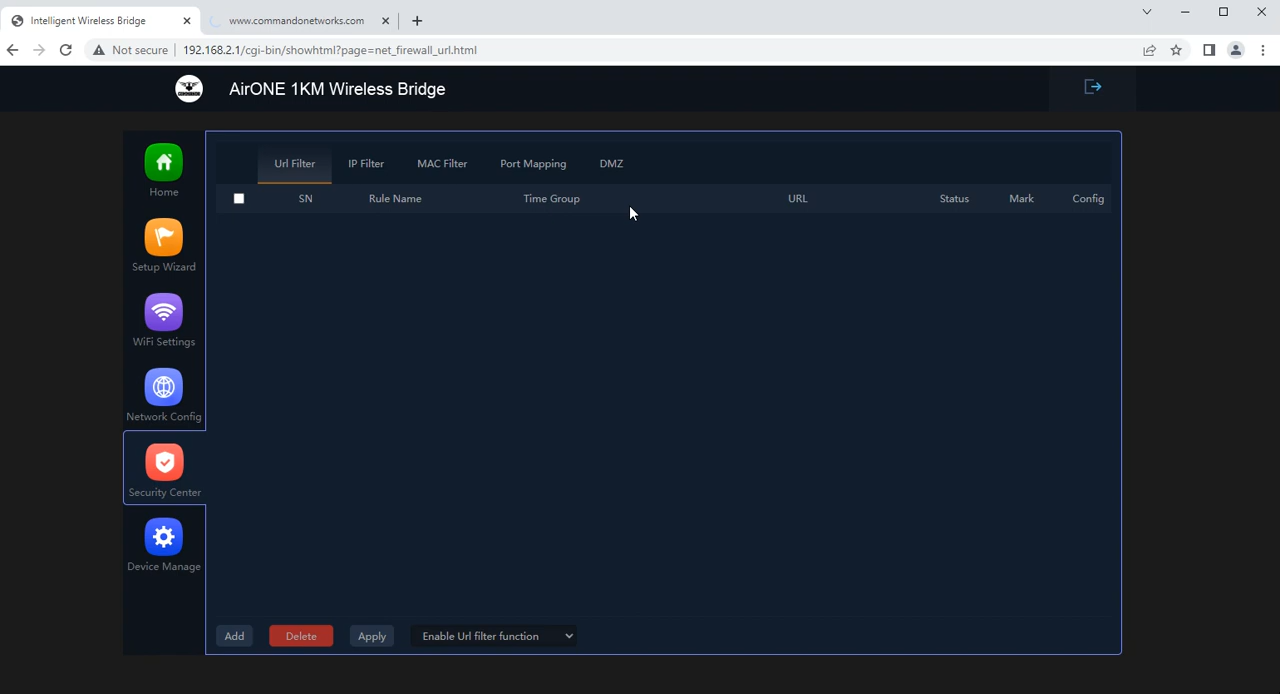 Intelligent Wireless Bridge
www.commandonetworks.com
Not secure 192.168.2.1/cgi-bin/showhtml?page=net_firewall_url.html
COMMANDO
AirONE 1KM Wireless Bridge
Url Filter IP Filter MAC Filter Port Mapping DMZ
SN Rule Name Time Group URL Status Mark Config
Home
Setup Wizard
WiFi Settings
Network Config
Security Center
Device Manage
Add Delete Apply Enable Url filter function